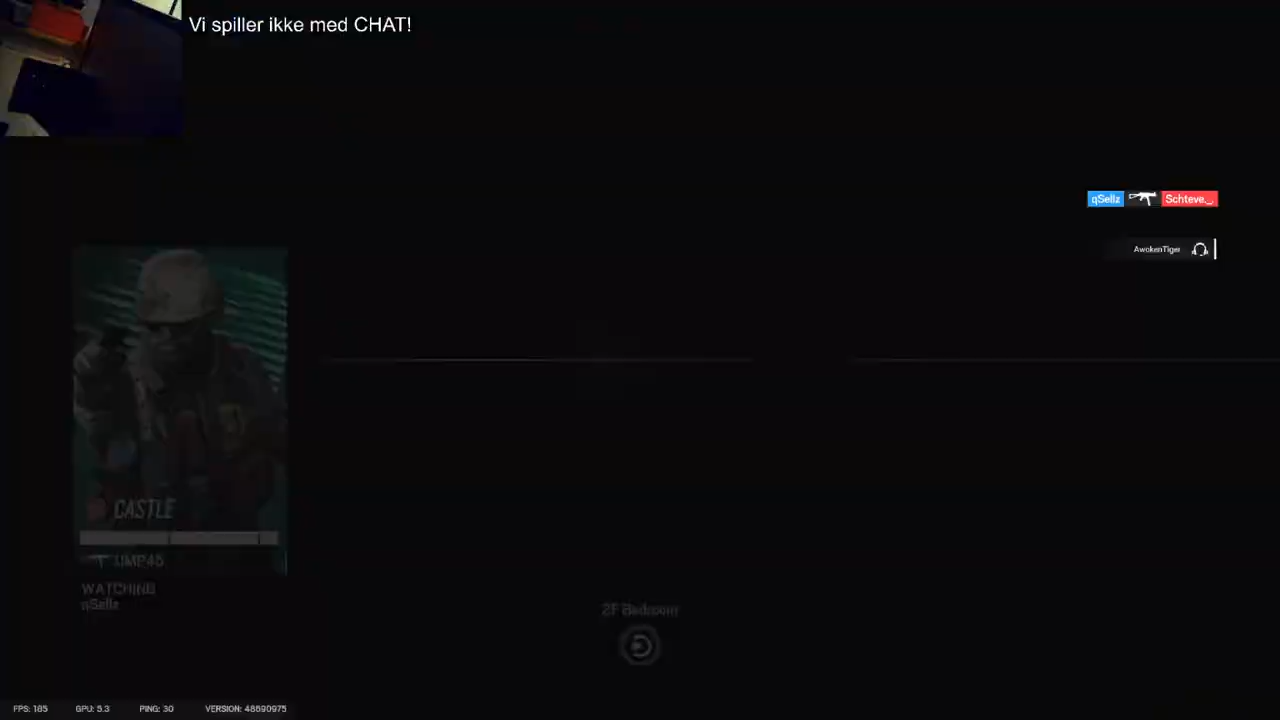 Vi spiller ikke med CHAT!
qSellz Schteve._.
AwokenTiger
CASTLE
UMP45
WATCHING
qSellz
2F Bedroom
FPS: 185 GPU: 5.3 PING: 30 VERSION: 48690975